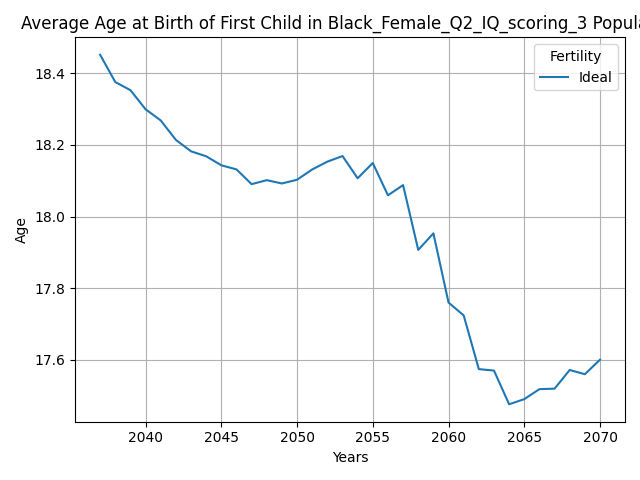 Average Age at Birth of First Child in Black_Female_Q2_IQ_scoring_3 Popula
Fertility
Ideal
18.4
18.2
18.0
17.8
17.6
Age
2040 2045 2050 2055 2060 2065 2070
Years